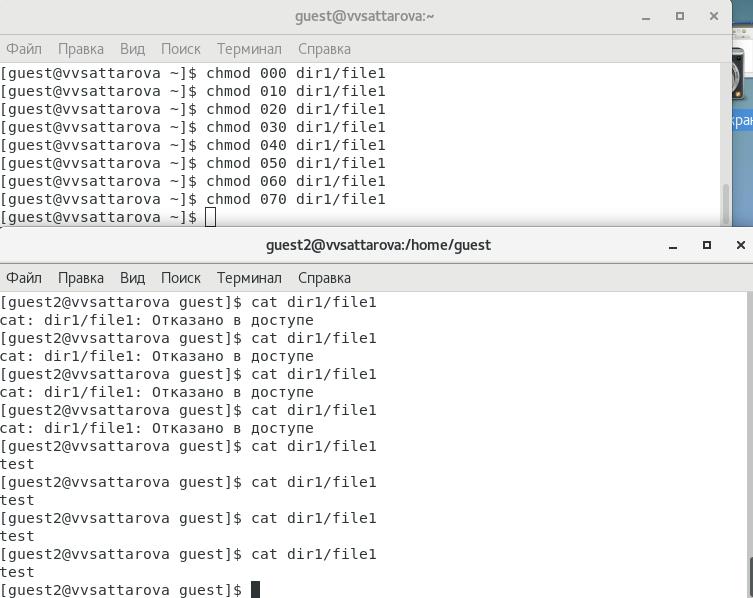 guest@vvsattarova:~
Файл Правка Вид Поиск Терминал Справка
[guest@vvsattarova ~]$ chmod 000 dir1/file1
[guest@vvsattarova ~]$ chmod 010 dir1/file1
[guest@vvsattarova ~]$ chmod 020 dir1/file1
[guest@vvsattarova ~]$ chmod 030 dir1/file1
[guest@vvsattarova ~]$ chmod 040 dir1/file1
[guest@vvsattarova ~]$ chmod 050 dir1/file1
[guest@vvsattarova ~]$ chmod 060 dir1/file1
[guest@vvsattarova ~]$ chmod 070 dir1/file1
[guest@vvsattarova ~]$
guest2@vvsattarova:/home/guest
Файл Правка Вид Поиск Терминал Справка
[guest2@vvsattarova guest]$ cat dir1/file1
cat: dir1/file1: Отказано в доступе
[guest2@vvsattarova guest]$ cat dir1/file1
cat: dir1/file1: Отказано в доступе
[guest2@vvsattarova guest]$ cat dir1/file1
cat: dir1/file1: Отказано в доступе
[guest2@vvsattarova guest]$ cat dir1/file1
cat: dir1/file1: Отказано в доступе
[guest2@vvsattarova guest]$ cat dir1/file1
test
[guest2@vvsattarova guest]$ cat dir1/file1
test
[guest2@vvsattarova guest]$ cat dir1/file1
test
[guest2@vvsattarova guest]$ cat dir1/file1
test
[guest2@vvsattarova guest]$